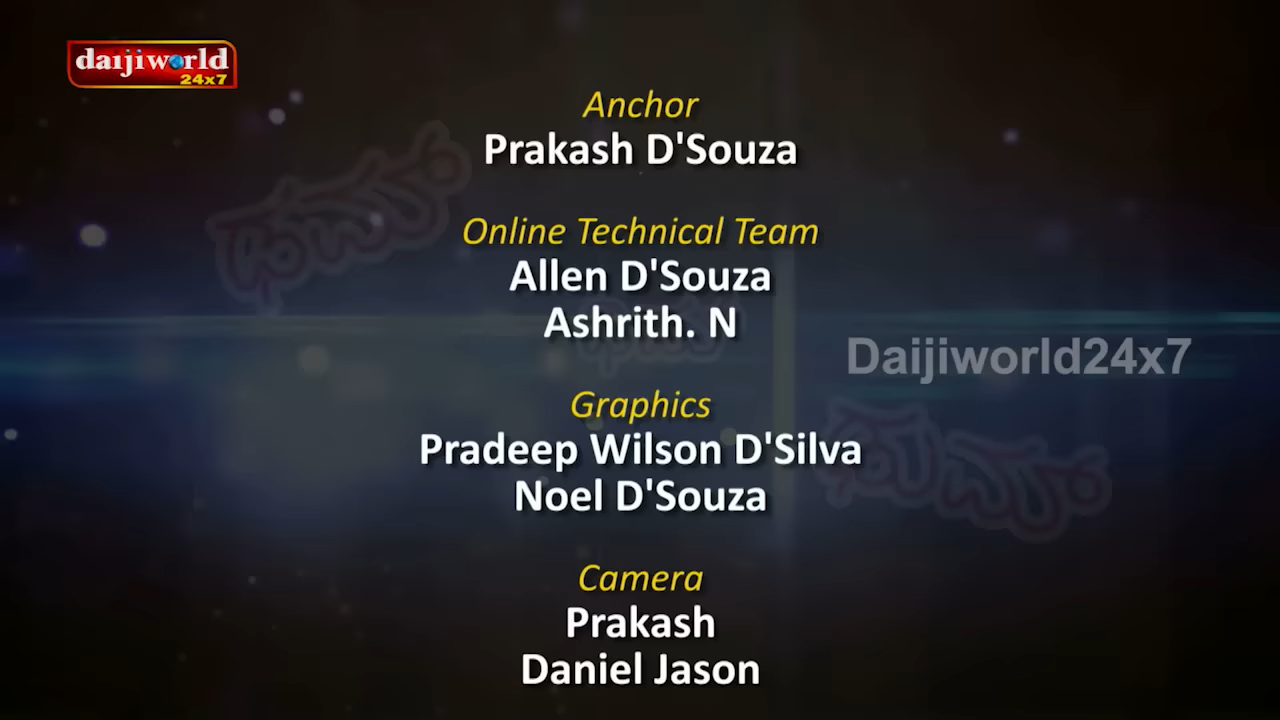 daijiworld
24x7
Anchor
Prakash D'Souza
Online Technical Team
Allen D'Souza
Ashrith. N
Daijiworld24x7
Graphics
Pradeep Wilson D'Silva
Noel D'Souza
Camera
Prakash
Daniel Jason